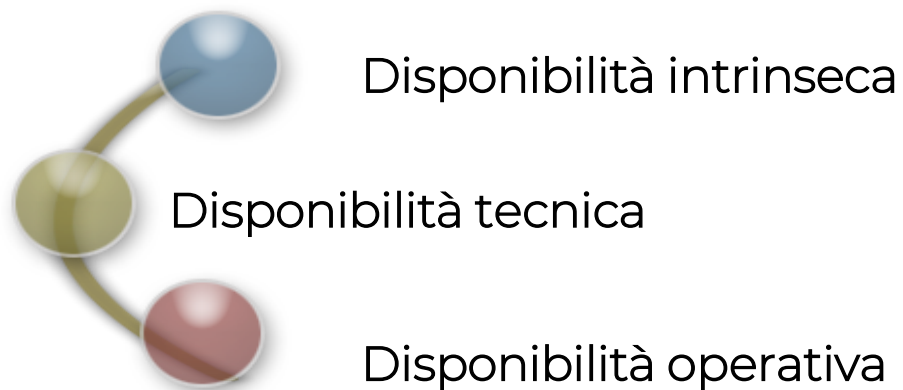 Disponibilità intrinseca
Disponibilità tecnica
Disponibilità operativa